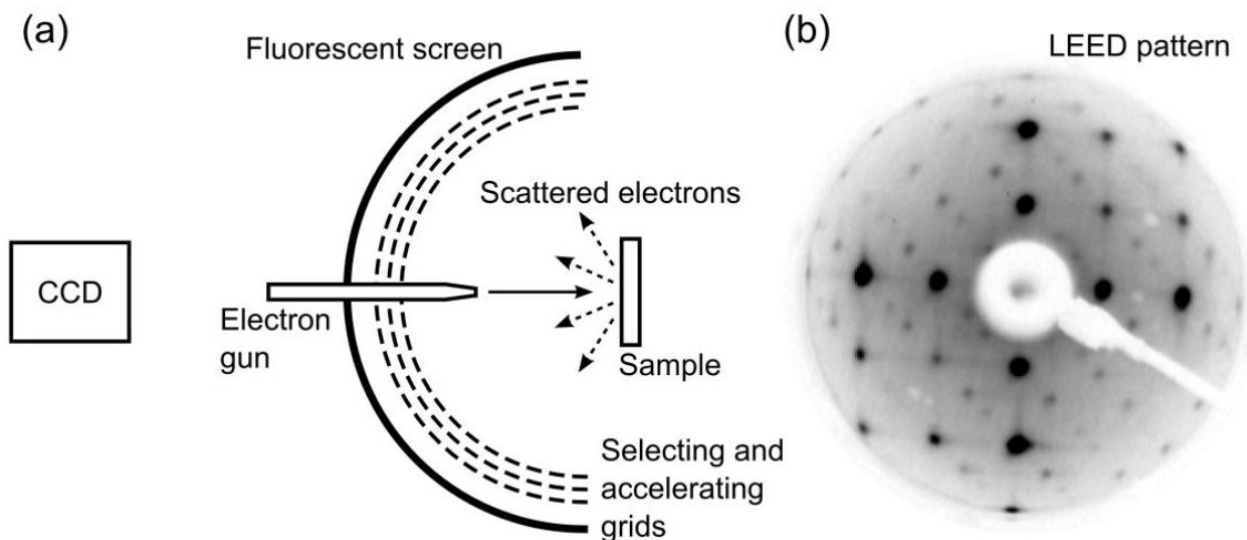 (a)
Fluorescent screen
Scattered electrons
CCD
Electron
gun
Sample
Selecting and
accelerating
grids
(b)
LEED pattern